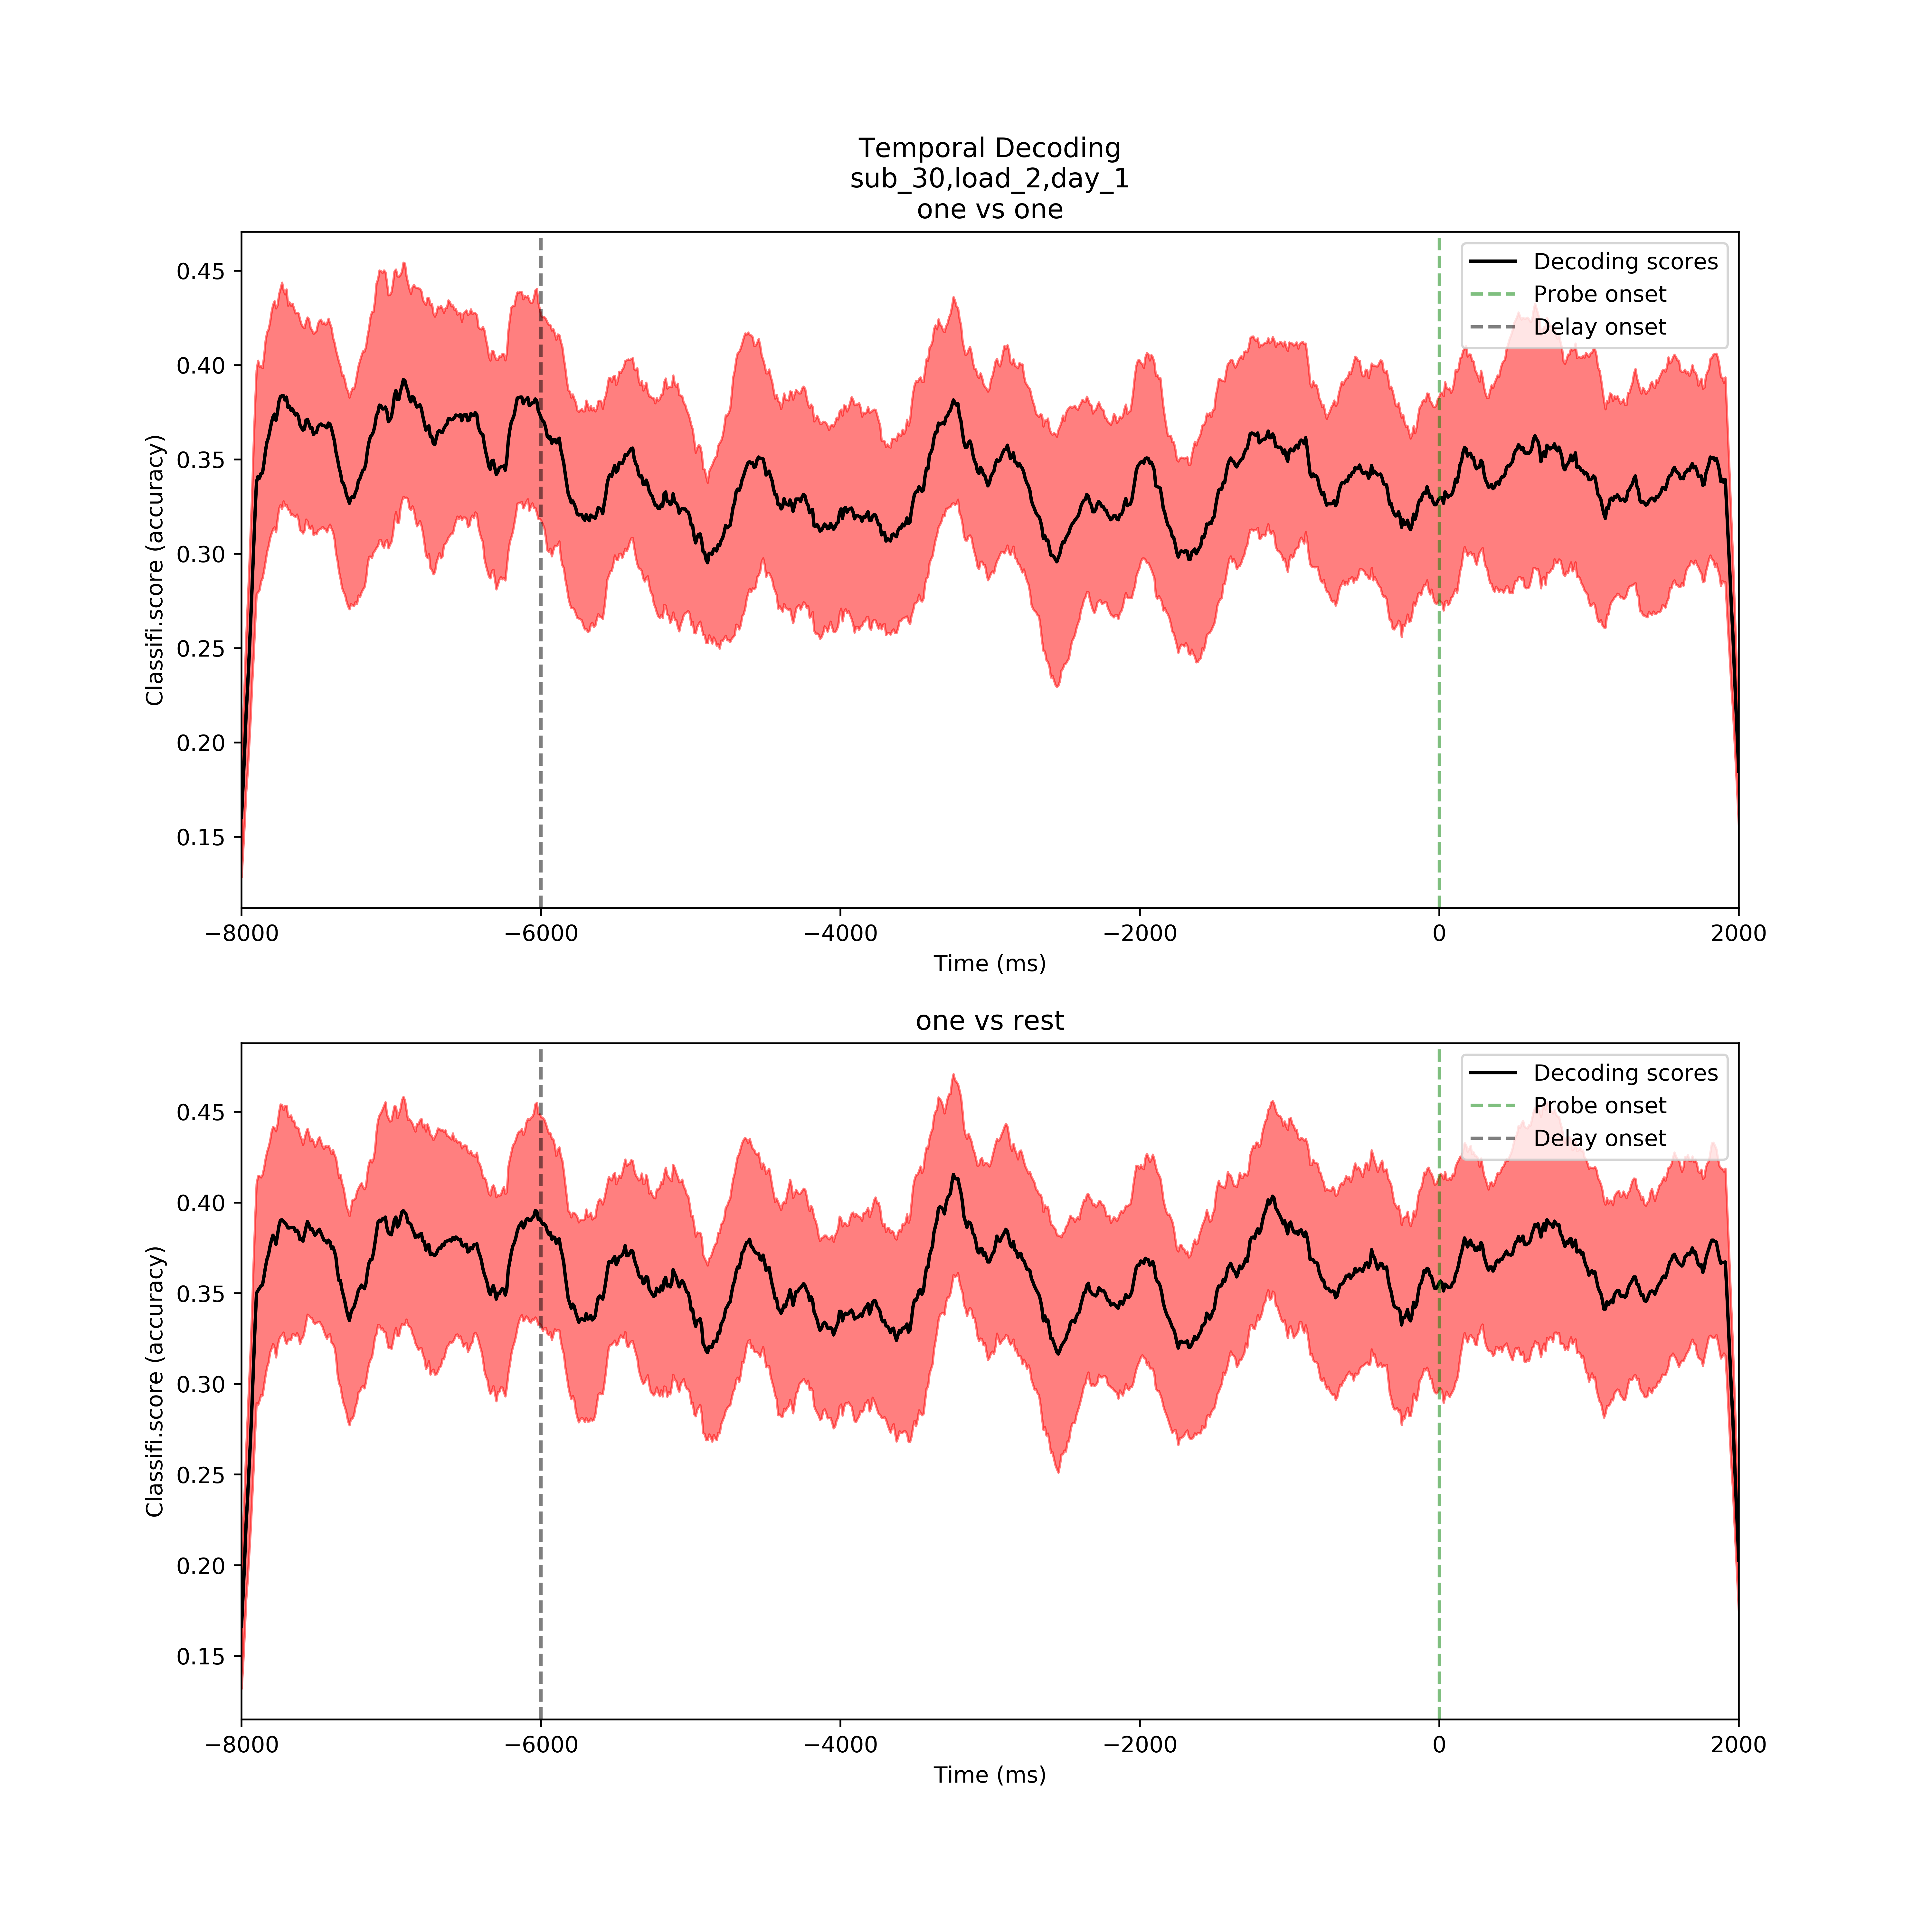 Temporal Decoding
sub_30,load_2,day_1
one vs one
Classifi.score (accuracy)
0.45
0.40
0.35
0.30
0.25
0.20
0.15
Decoding scores
Probe onset
Delay onset
−8000 −6000 −4000 −2000 0 2000
Time (ms)
one vs rest
Classifi.score (accuracy)
0.45
0.40
0.35
0.30
0.25
0.20
0.15
Decoding scores
Probe onset
Delay onset
−8000 −6000 −4000 −2000 0 2000
Time (ms)